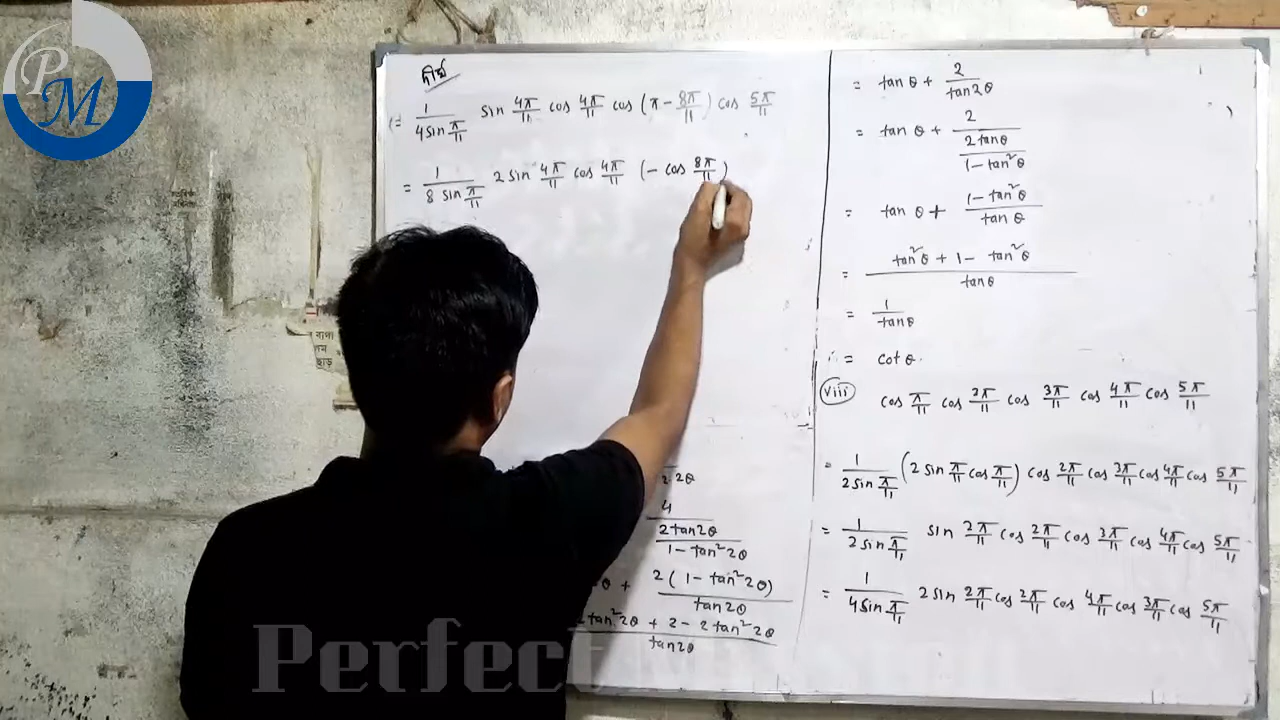 PM
দীর্ঘ
= 1/(4 sin π/11) sin 4π/11 cos 4π/11 cos (π - 8π/11) cos 5π/11
= 1/(8 sin π/11) 2 sin 4π/11 cos 4π/11 (- cos 8π/11)
বাসা
ছাড়
2θ
4/(2tan2θ/(1-tan²2θ))
θ + 2(1-tan²2θ)/tan2θ
(tan²2θ + 2 - 2tan²2θ)/tan2θ
= tanθ + 2/tan2θ
= tanθ + 2/(2tanθ/(1-tan²θ))
= tanθ + (1-tan²θ)/tanθ
= (tan²θ + 1 - tan²θ)/tanθ
= 1/tanθ
= cotθ
viii cos π/11 cos 2π/11 cos 3π/11 cos 4π/11 cos 5π/11
= 1/(2 sin π/11) (2 sin π/11 cos π/11) cos 2π/11 cos 3π/11 cos 4π/11 cos 5π/11
= 1/(2 sin π/11) sin 2π/11 cos 2π/11 cos 3π/11 cos 4π/11 cos 5π/11
= 1/(4 sin π/11) 2 sin 2π/11 cos 2π/11 cos 4π/11 cos 3π/11 cos 5π/11
Perfect